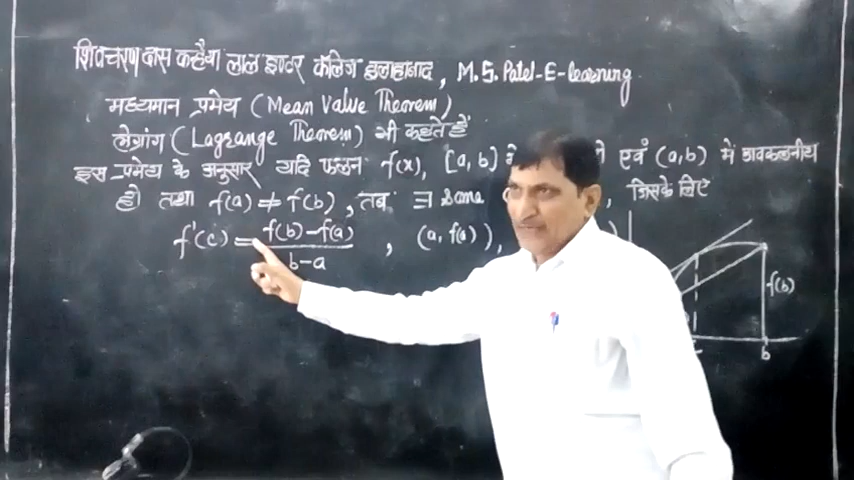 शिवचरण दास कन्हैया लाल इण्टर कॉलेज इलाहाबाद, M.S. Patel-E-learning
मध्यमान प्रमेय (Mean Value Theorem)
लेग्रांग (Lagrange Theorem) भी कहते हैं
इस प्रमेय के अनुसार यदि फलन f(x), [a,b] एवं (a,b) में अवकलनीय
हो तथा f(a) ≠ f(b), तब ∃ Some , जिसके लिए
f'(c) = f(b)-f(a) / b-a , (a, f(a)),
f(b)
b